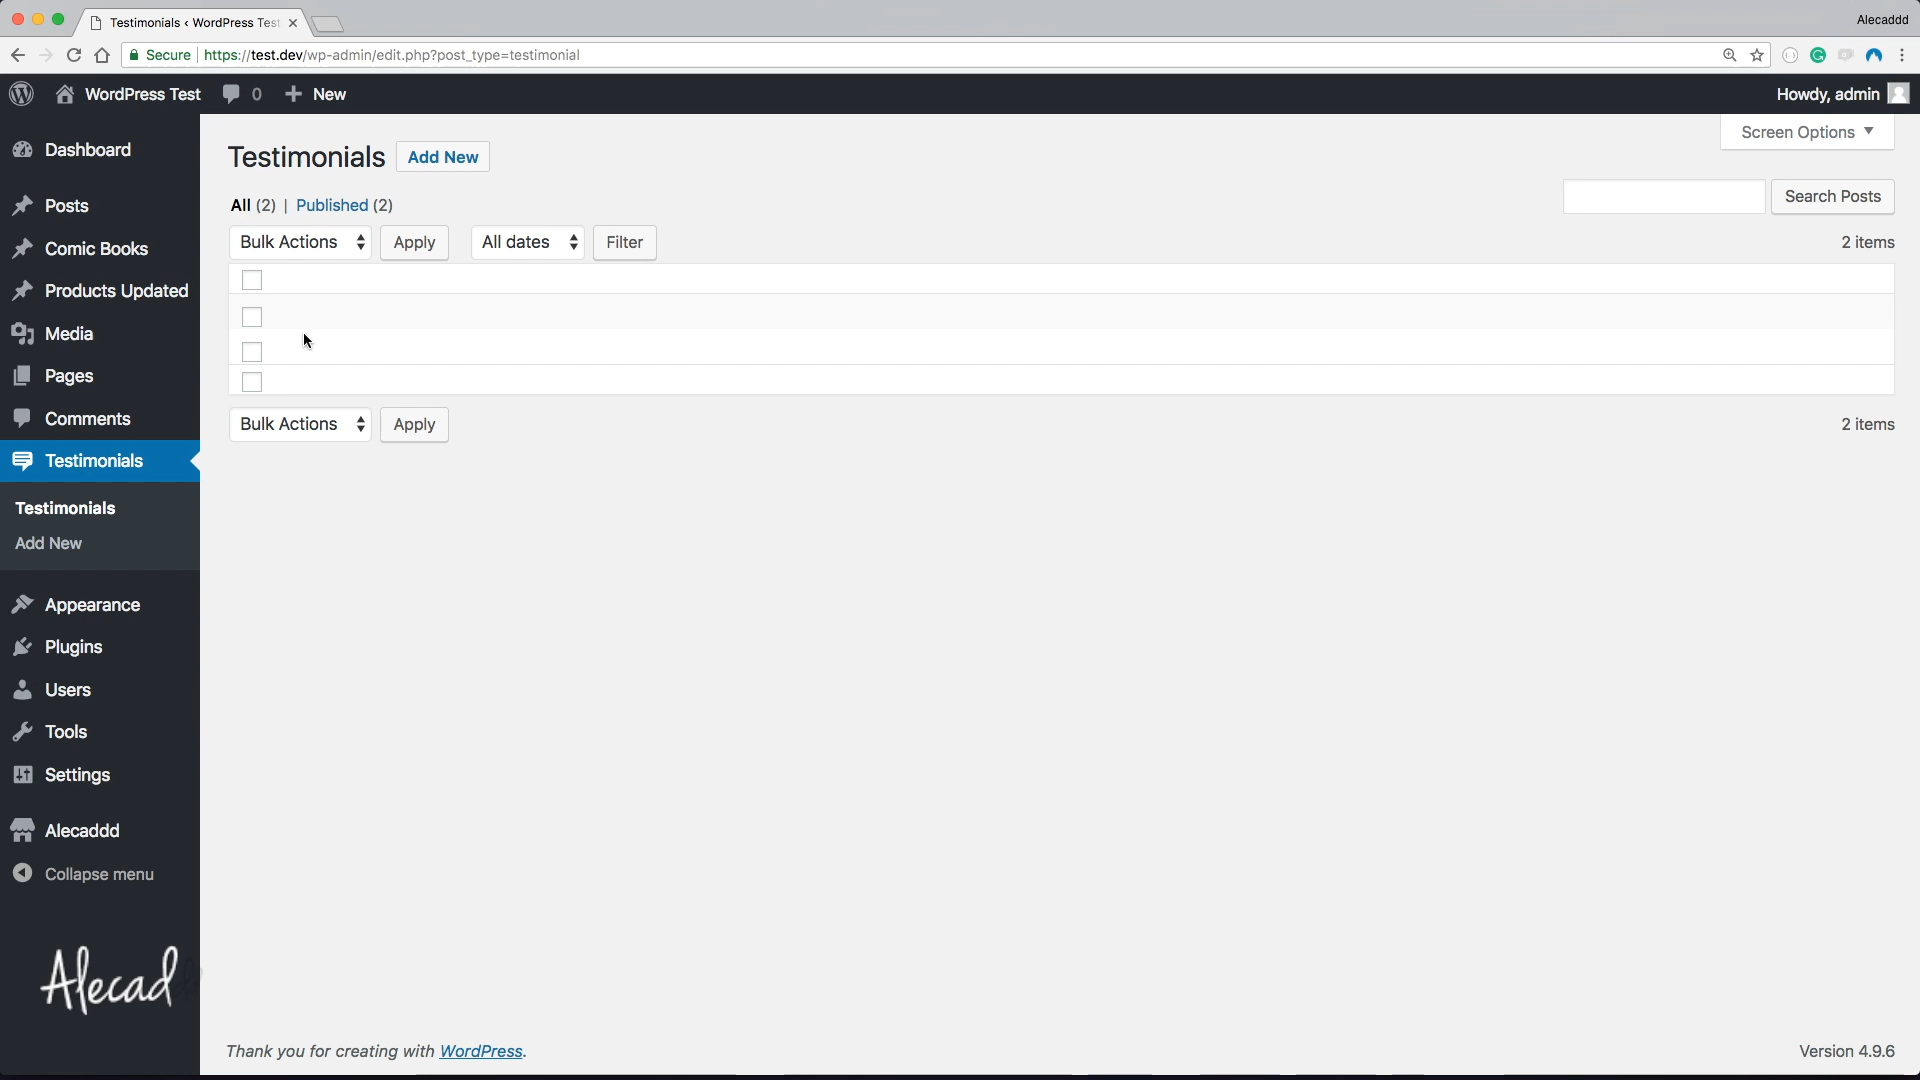 Testimonials ‹ WordPress Tes
Alecaddd
Secure https://test.dev/wp-admin/edit.php?post_type=testimonial
WordPress Test 0 New
Howdy, admin
Dashboard
Posts
Comic Books
Products Updated
Media
Pages
Comments
Testimonials
Testimonials
Add New
Appearance
Plugins
Users
Tools
Settings
Alecaddd
Collapse menu
Alecad
Screen Options
Testimonials Add New
All (2) | Published (2)
Search Posts
Bulk Actions Apply All dates Filter 2 items
Bulk Actions Apply 2 items
Thank you for creating with WordPress.
Version 4.9.6